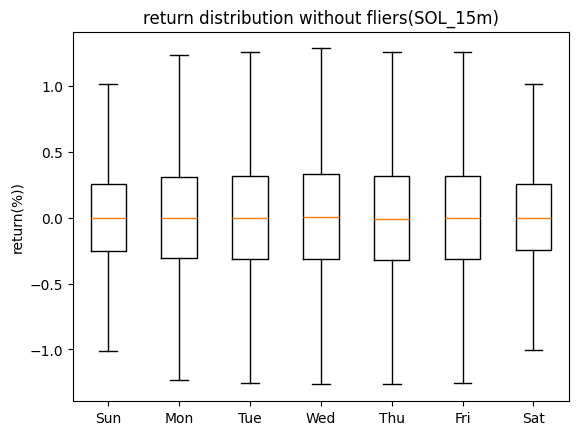 return distribution without fliers(SOL_15m)
return(%))
1.0
0.5
0.0
−0.5
−1.0
Sun Mon Tue Wed Thu Fri Sat